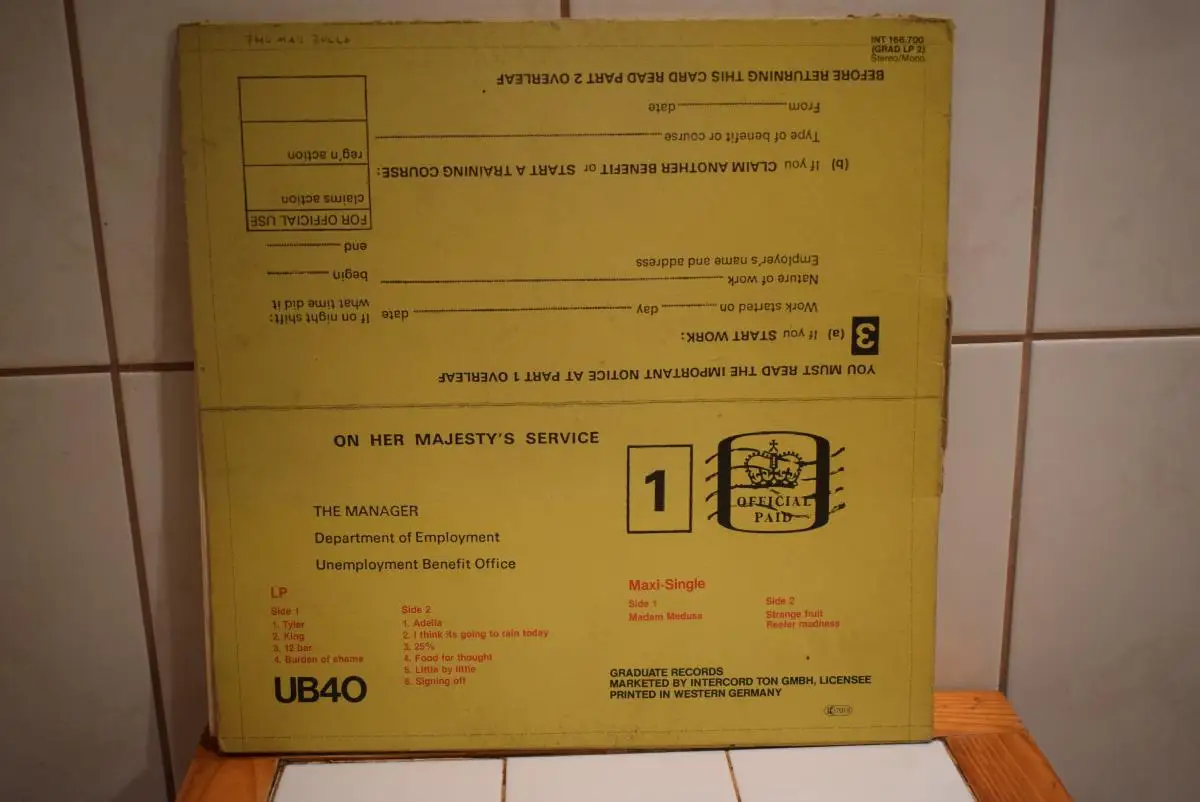 INT 166.700
(GRAD LP 2)
Stereo/Mono
YOU MUST READ THE IMPORTANT NOTICE AT PART 1 OVERLEAF
3 (a) If you START WORK:
Work started on day date
Nature of work
Employer's name and address
If on night shift:
what time did it
begin
end
FOR OFFICIAL USE
claims action
reg'n action
(b) If you CLAIM ANOTHER BENEFIT or START A TRAINING COURSE:
Type of benefit or course
From date
BEFORE RETURNING THIS CARD READ PART 2 OVERLEAF
ON HER MAJESTY'S SERVICE
1
OFFICIAL
PAID
THE MANAGER
Department of Employment
Unemployment Benefit Office
LP
Side 1
1. Tyler
2. King
3. 12 bar
4. Burden of shame
Side 2
1. Adella
2. I think its going to rain today
3. 25%
4. Food for thought
5. Little by little
6. Signing off
Maxi-Single
Side 1
Madam Medusa
Side 2
Strange fruit
Reefer madness
UB40
GRADUATE RECORDS
MARKETED BY INTERCORD TON GMBH, LICENSEE
PRINTED IN WESTERN GERMANY